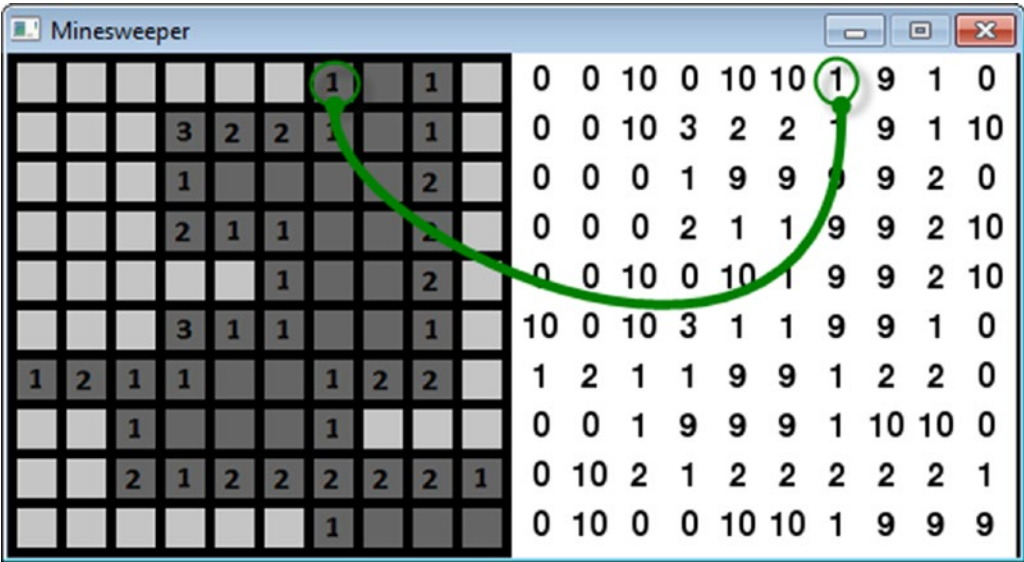 Minesweeper
1 1 0 0 10 0 10 10 1 9 1 0
3 2 2 1 1 0 0 10 3 2 2 1 9 1 10
1 2 0 0 0 1 9 9 9 9 2 0
2 1 1 2 0 0 0 2 1 1 9 9 2 10
1 2 0 0 10 0 10 1 9 9 2 10
3 1 1 1 10 0 10 3 1 1 9 9 1 0
1 2 1 1 1 2 2 1 2 1 1 9 9 1 2 2 0
1 1 0 0 1 9 9 9 1 10 10 0
2 1 2 2 2 2 2 1 0 10 2 1 2 2 2 2 2 1
1 0 10 0 0 10 10 1 9 9 9